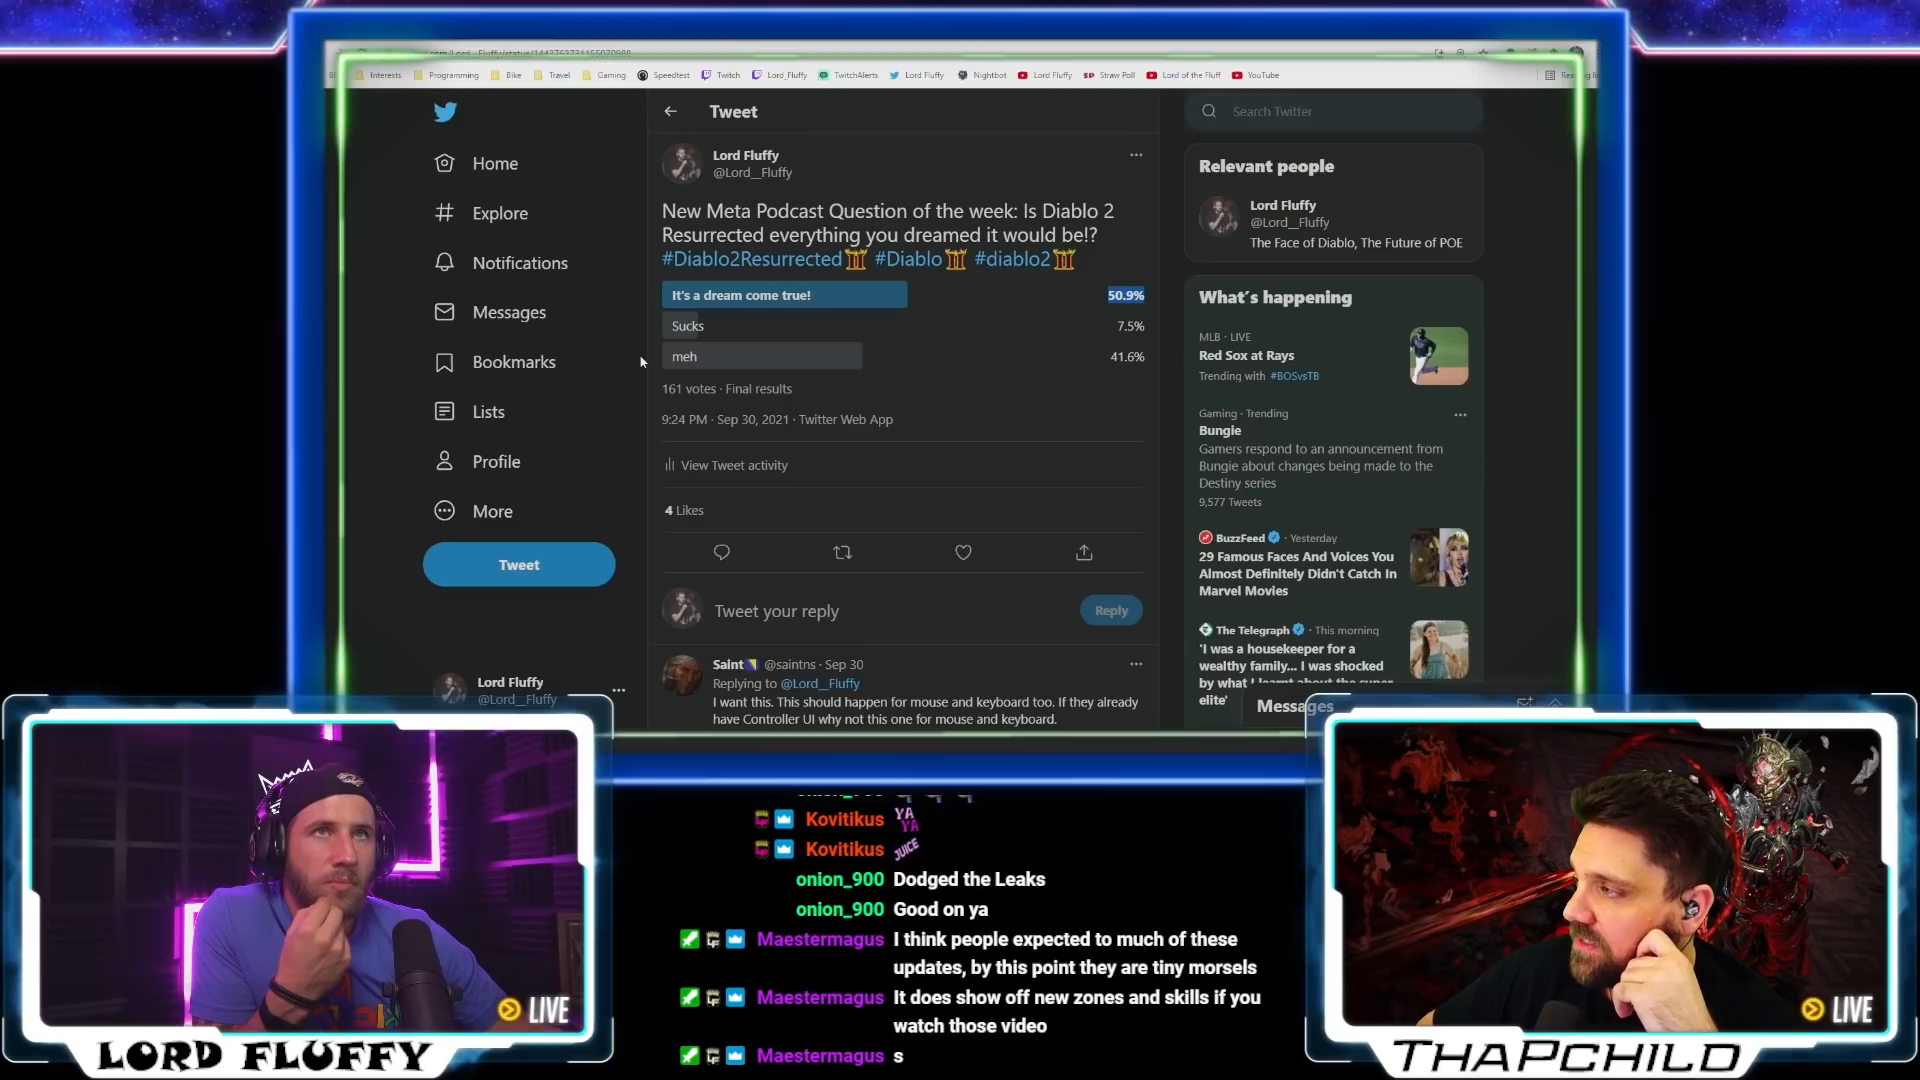 Interests Programming Bike Travel Gaming Speedtest Twitch Lord_Fluffy TwitchAlerts Lord Fluffy Nightbot Lord Fluffy Straw Poll Lord of the Fluff YouTube
Tweet
Search Twitter
Home
Explore
Notifications
Messages
Bookmarks
Lists
Profile
More
Tweet
Lord Fluffy
@Lord__Fluffy
Lord Fluffy
@Lord__Fluffy
New Meta Podcast Question of the week: Is Diablo 2
Resurrected everything you dreamed it would be!?
#Diablo2Resurrected #Diablo #diablo2
It's a dream come true! 50.9%
Sucks 7.5%
meh 41.6%
161 votes · Final results
9:24 PM · Sep 30, 2021 · Twitter Web App
View Tweet activity
4 Likes
Tweet your reply
Reply
Saint @saintns · Sep 30
Replying to @Lord__Fluffy
I want this. This should happen for mouse and keyboard too. If they already
have Controller UI why not this one for mouse and keyboard.
Relevant people
Lord Fluffy
@Lord__Fluffy
The Face of Diablo, The Future of POE
What's happening
MLB · LIVE
Red Sox at Rays
Trending with #BOSvsTB
Gaming · Trending
Bungie
Gamers respond to an announcement from
Bungie about changes being made to the
Destiny series
9,577 Tweets
BuzzFeed · Yesterday
29 Famous Faces And Voices You
Almost Definitely Didn't Catch In
Marvel Movies
The Telegraph · This morning
'I was a housekeeper for a
wealthy family... I was shocked
by what I learnt about the super
elite'
Messages
Kovitikus YA YA
Kovitikus JUICE
onion_900 Dodged the Leaks
onion_900 Good on ya
Maestermagus I think people expected to much of these
updates, by this point they are tiny morsels
Maestermagus It does show off new zones and skills if you
watch those video
Maestermagus s
LIVE
LORD FLUFFY
LIVE
THAPCHILD